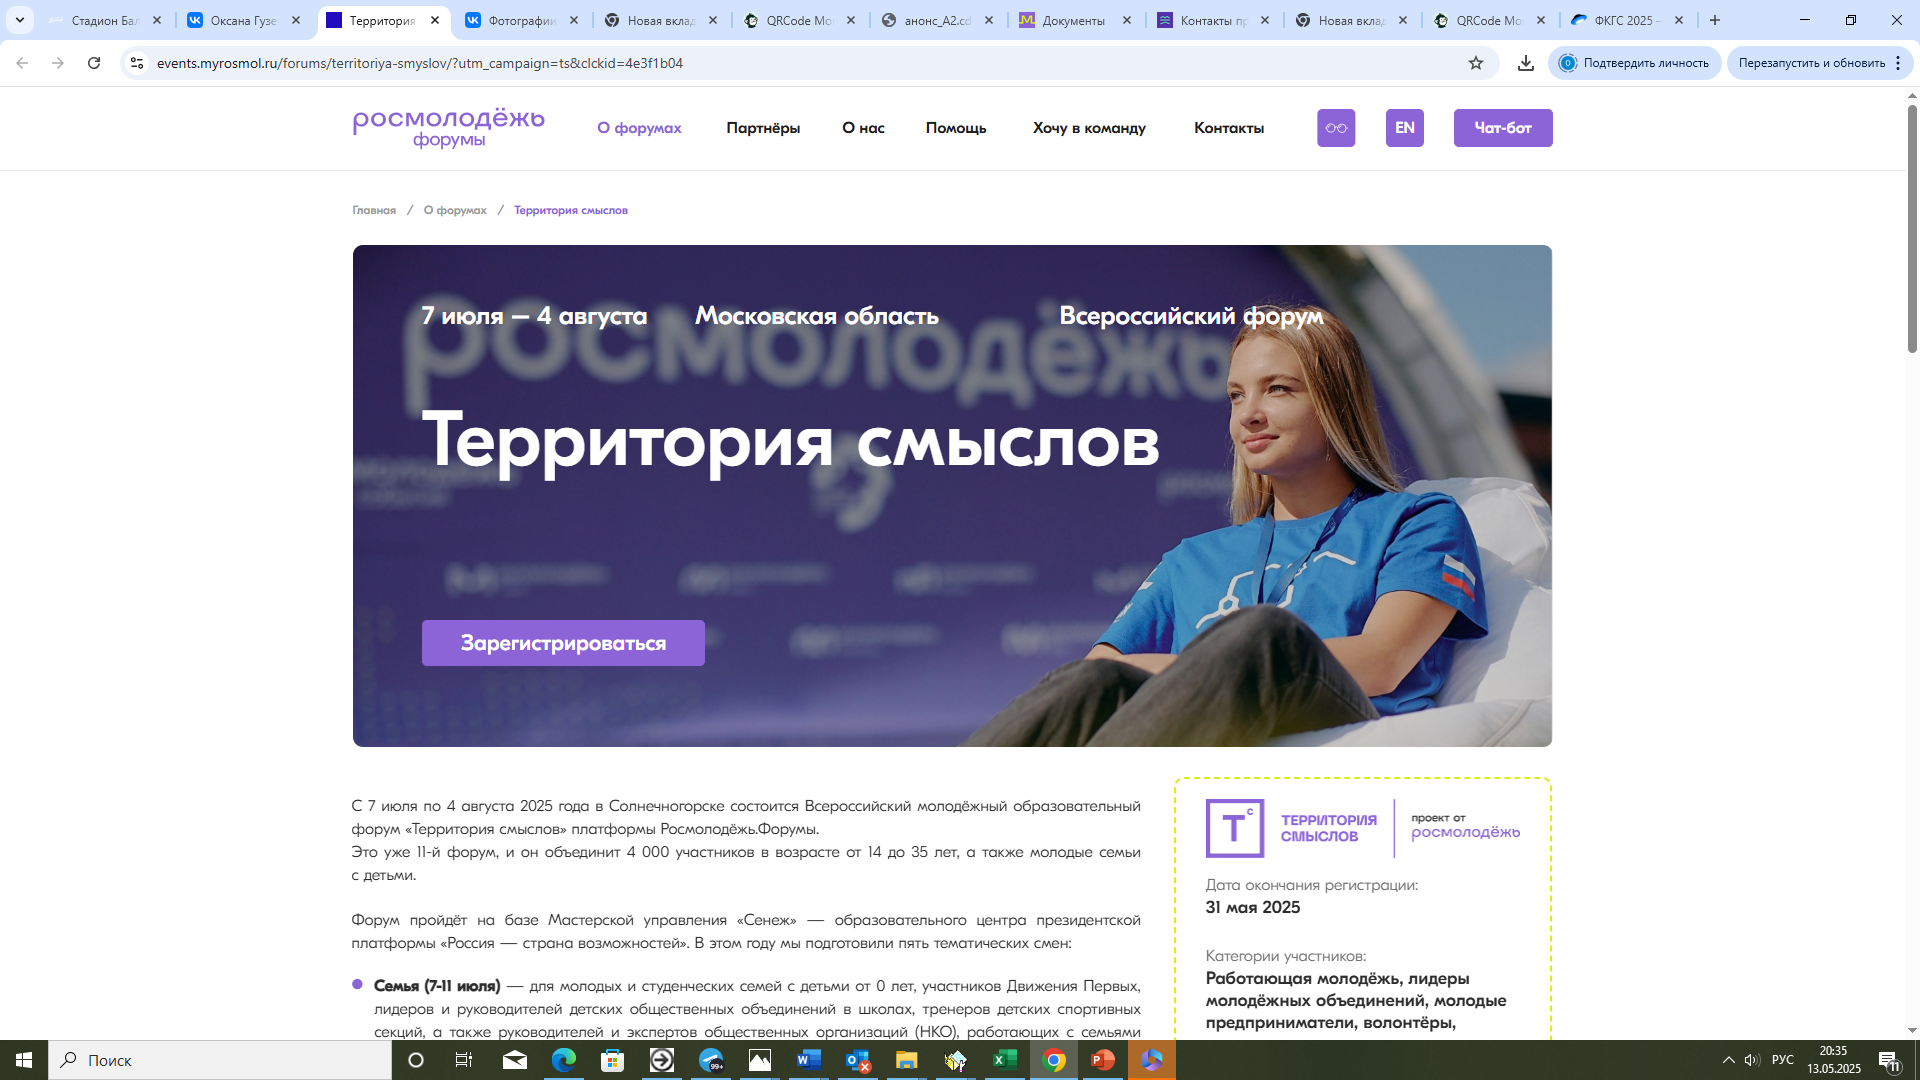 Стадион Бал
Оксана Гузе
Территория
Фотографии
Новая вклад
QRCode Mo
анонс_А2.cd
Документы
Контакты пр
Новая вклад
QRCode Mo
ФКГС 2025 –
events.myrosmol.ru/forums/territoriya-smyslov/?utm_campaign=ts&clckid=4e3f1b04
Подтвердить личность
Перезапустить и обновить
росмолодёжь
форумы
О форумах
Партнёры
О нас
Помощь
Хочу в команду
Контакты
EN
Чат-бот
Главная / О форумах / Территория смыслов
7 июля – 4 августа
Московская область
Всероссийский форум
росмолодёжь
Территория смыслов
Зарегистрироваться
С 7 июля по 4 августа 2025 года в Солнечногорске состоится Всероссийский молодёжный образовательный
форум «Территория смыслов» платформы Росмолодёжь.Форумы.
Это уже 11-й форум, и он объединит 4 000 участников в возрасте от 14 до 35 лет, а также молодые семьи
с детьми.
Форум пройдёт на базе Мастерской управления «Сенеж» — образовательного центра президентской
платформы «Россия — страна возможностей». В этом году мы подготовили пять тематических смен:
Семья (7-11 июля) — для молодых и студенческих семей с детьми от 0 лет, участников Движения Первых,
лидеров и руководителей детских общественных объединений в школах, тренеров детских спортивных
секций, а также руководителей и экспертов общественных организаций (НКО), работающих с семьями
Тс
ТЕРРИТОРИЯ
СМЫСЛОВ
проект от
росмолодёжь
Дата окончания регистрации:
31 мая 2025
Категории участников:
Работающая молодёжь, лидеры
молодёжных объединений, молодые
предприниматели, волонтёры,
Поиск
99+
РУС
20:35
13.05.2025
11